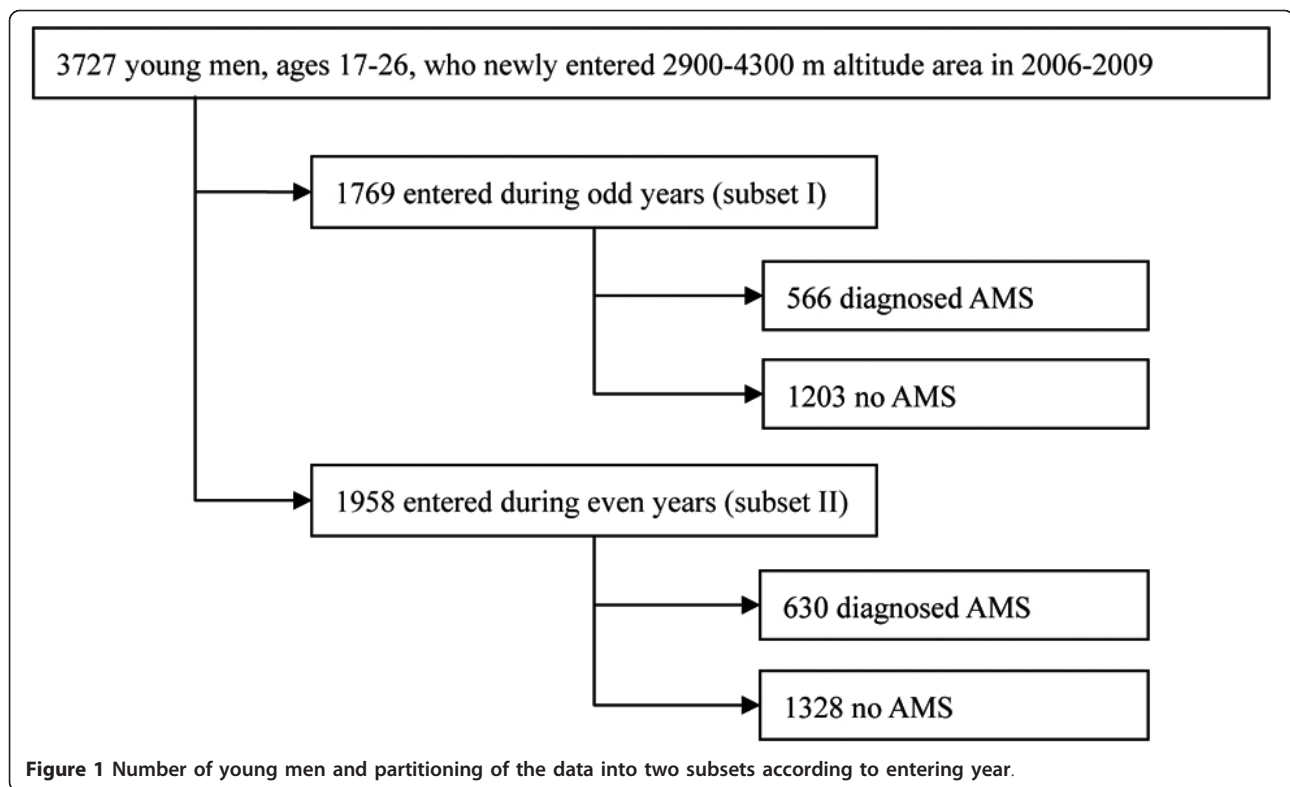 3727 young men, ages 17-26, who newly entered 2900-4300 m altitude area in 2006-2009
1769 entered during odd years (subset I)
566 diagnosed AMS
1203 no AMS
1958 entered during even years (subset II)
630 diagnosed AMS
1328 no AMS
Figure 1 Number of young men and partitioning of the data into two subsets according to entering year.